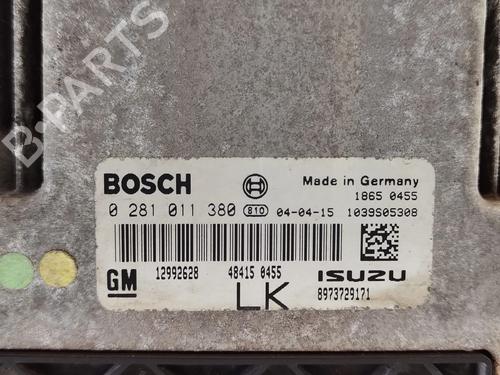 B-PARTS
BOSCH Made in Germany
1865 0455
0 281 011 380 810 04-04-15 1039S05308
GM 12992628 48415 0455 ISUZU
LK 8973729171